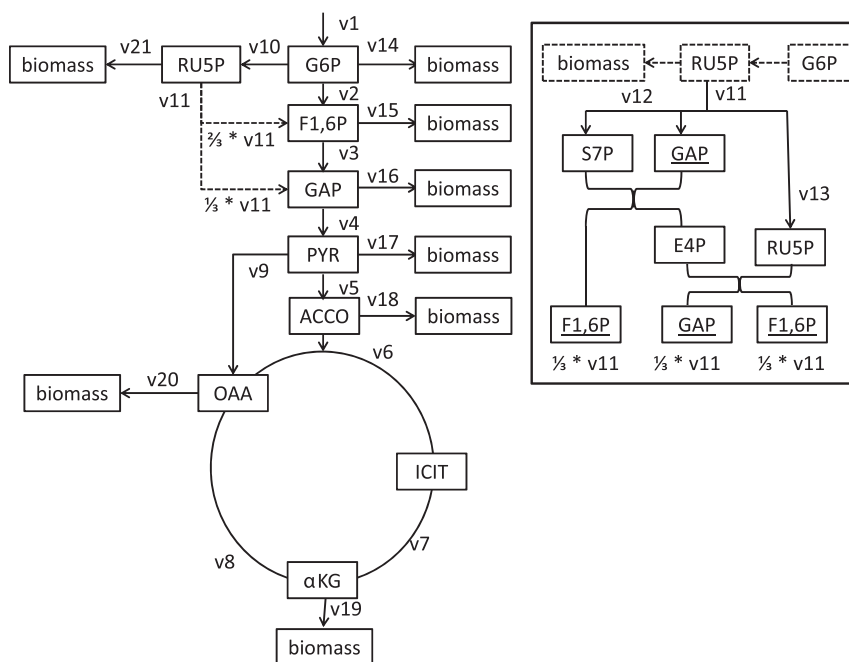 v1
v21
v10
v14
biomass
RU5P
G6P
biomass
v11
v2
v15
F1,6P
biomass
⅔ * v11
v3
v16
GAP
biomass
⅓ * v11
v4
v17
PYR
biomass
v9
v5
v18
ACCO
biomass
v6
v20
biomass
OAA
ICIT
v8
v7
αKG
v19
biomass
biomass
RU5P
G6P
v12
v11
S7P
GAP
v13
E4P
RU5P
F1,6P
GAP
F1,6P
⅓ * v11
⅓ * v11
⅓ * v11